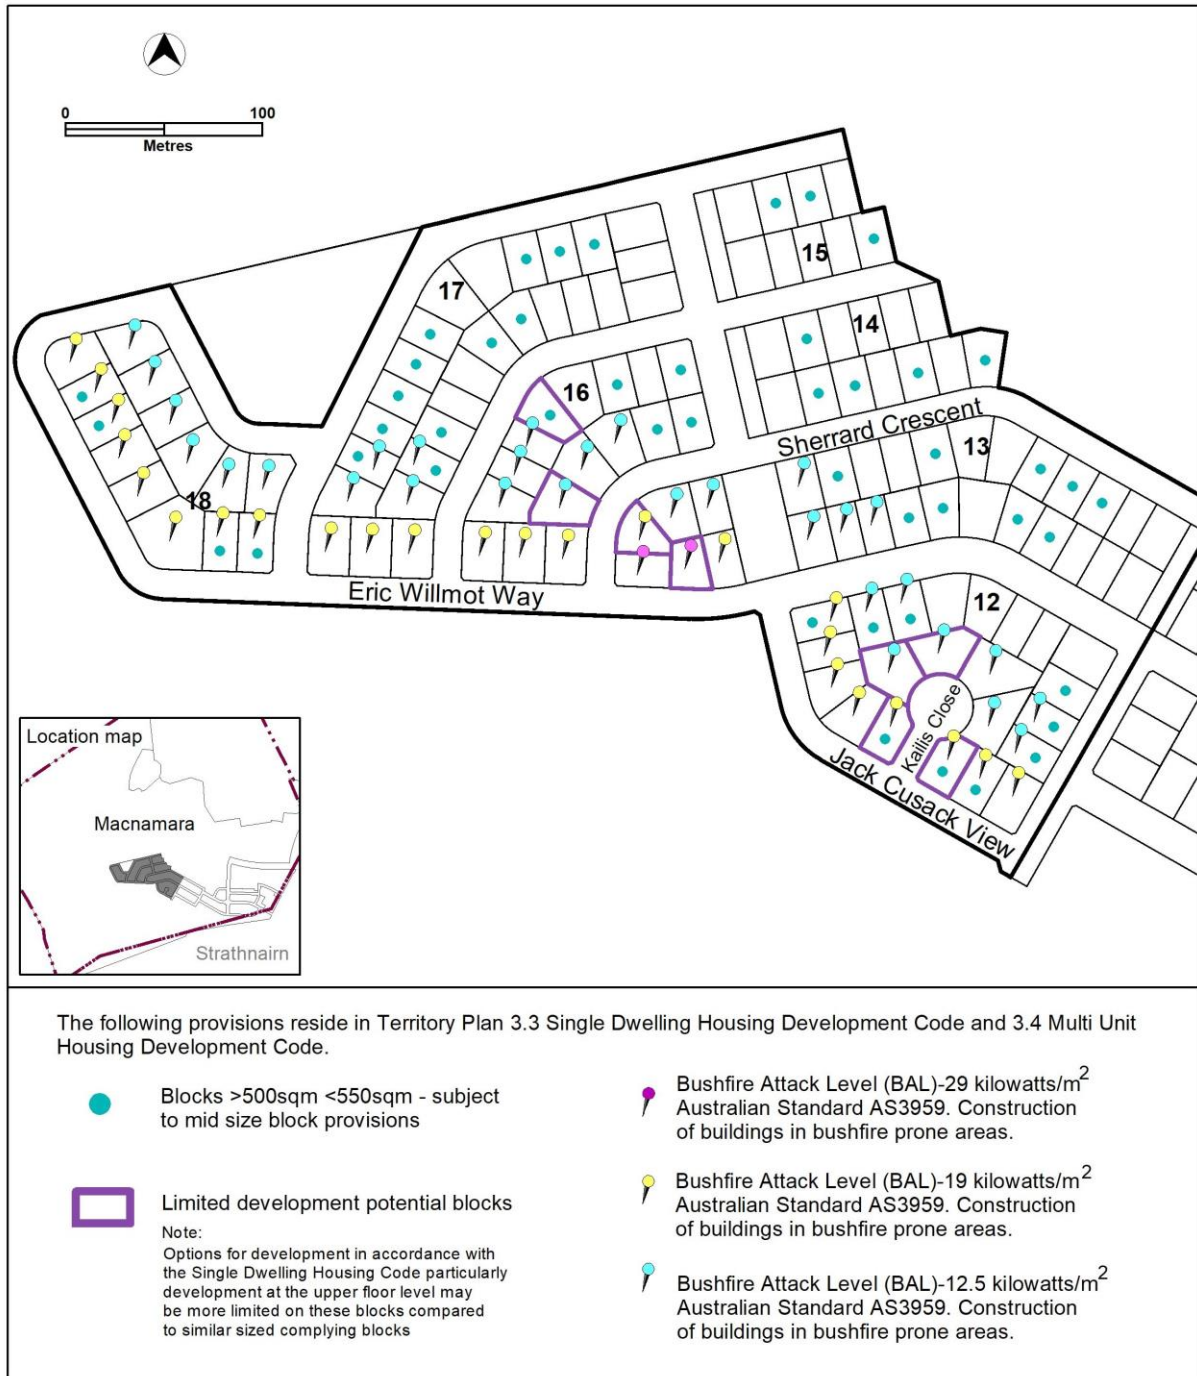 0 100
Metres
15
17
14
16
Sherrard Crescent
13
18
Eric Willmot Way
12
Kailis Close
Jack Cusack View
Location map
Macnamara
Strathnairn
The following provisions reside in Territory Plan 3.3 Single Dwelling Housing Development Code and 3.4 Multi Unit
Housing Development Code.
Blocks >500sqm <550sqm - subject
to mid size block provisions
Limited development potential blocks
Note:
Options for development in accordance with
the Single Dwelling Housing Code particularly
development at the upper floor level may
be more limited on these blocks compared
to similar sized complying blocks
Bushfire Attack Level (BAL)-29 kilowatts/m²
Australian Standard AS3959. Construction
of buildings in bushfire prone areas.
Bushfire Attack Level (BAL)-19 kilowatts/m²
Australian Standard AS3959. Construction
of buildings in bushfire prone areas.
Bushfire Attack Level (BAL)-12.5 kilowatts/m²
Australian Standard AS3959. Construction
of buildings in bushfire prone areas.